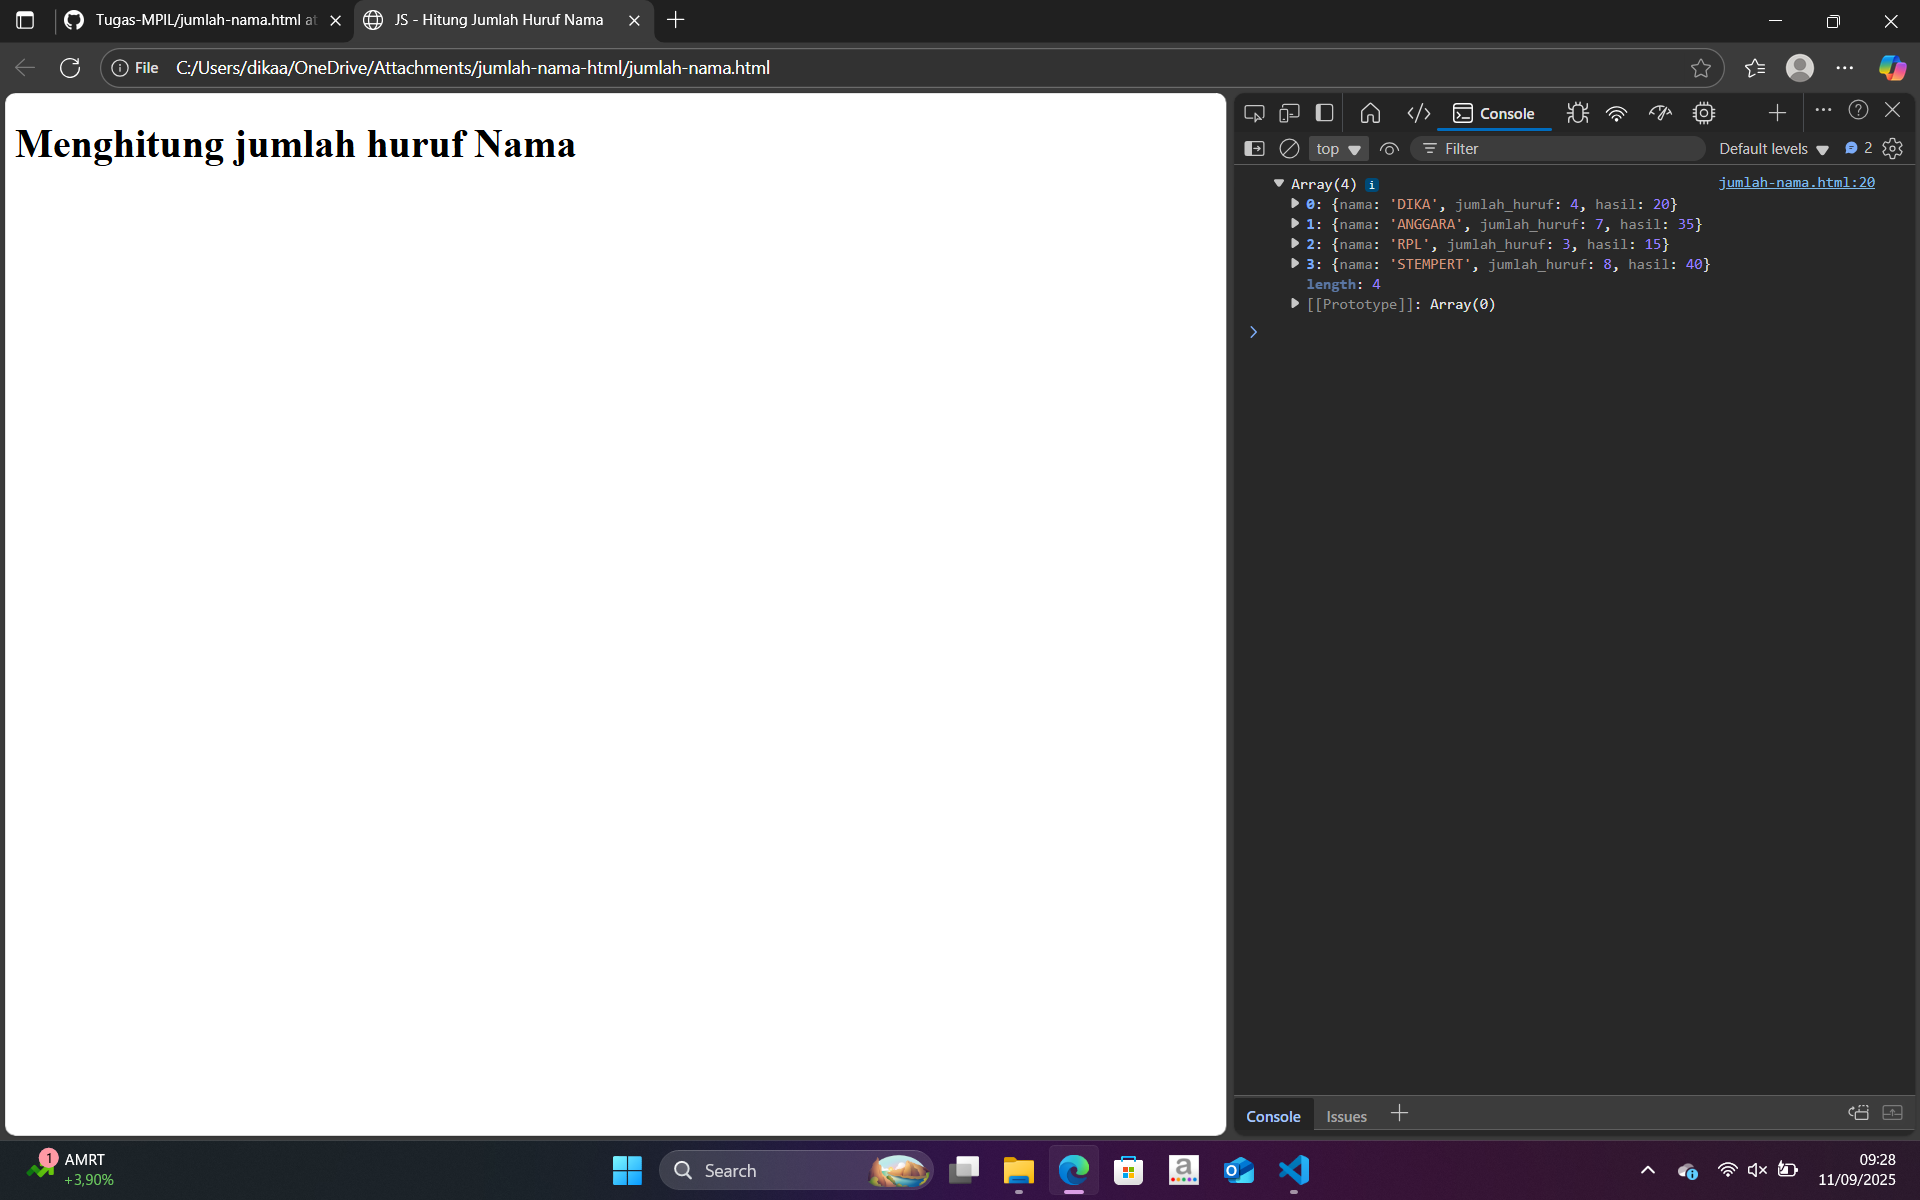 Tugas-MPIL/jumlah-nama.html at
JS - Hitung Jumlah Huruf Nama
File C:/Users/dikaa/OneDrive/Attachments/jumlah-nama-html/jumlah-nama.html
Menghitung jumlah huruf Nama
Console
top Filter Default levels 2
Array(4) i jumlah-nama.html:20
0: {nama: 'DIKA', jumlah_huruf: 4, hasil: 20}
1: {nama: 'ANGGARA', jumlah_huruf: 7, hasil: 35}
2: {nama: 'RPL', jumlah_huruf: 3, hasil: 15}
3: {nama: 'STEMPERT', jumlah_huruf: 8, hasil: 40}
length: 4
[[Prototype]]: Array(0)
Console Issues
1
AMRT
+3,90%
Search
09:28
11/09/2025